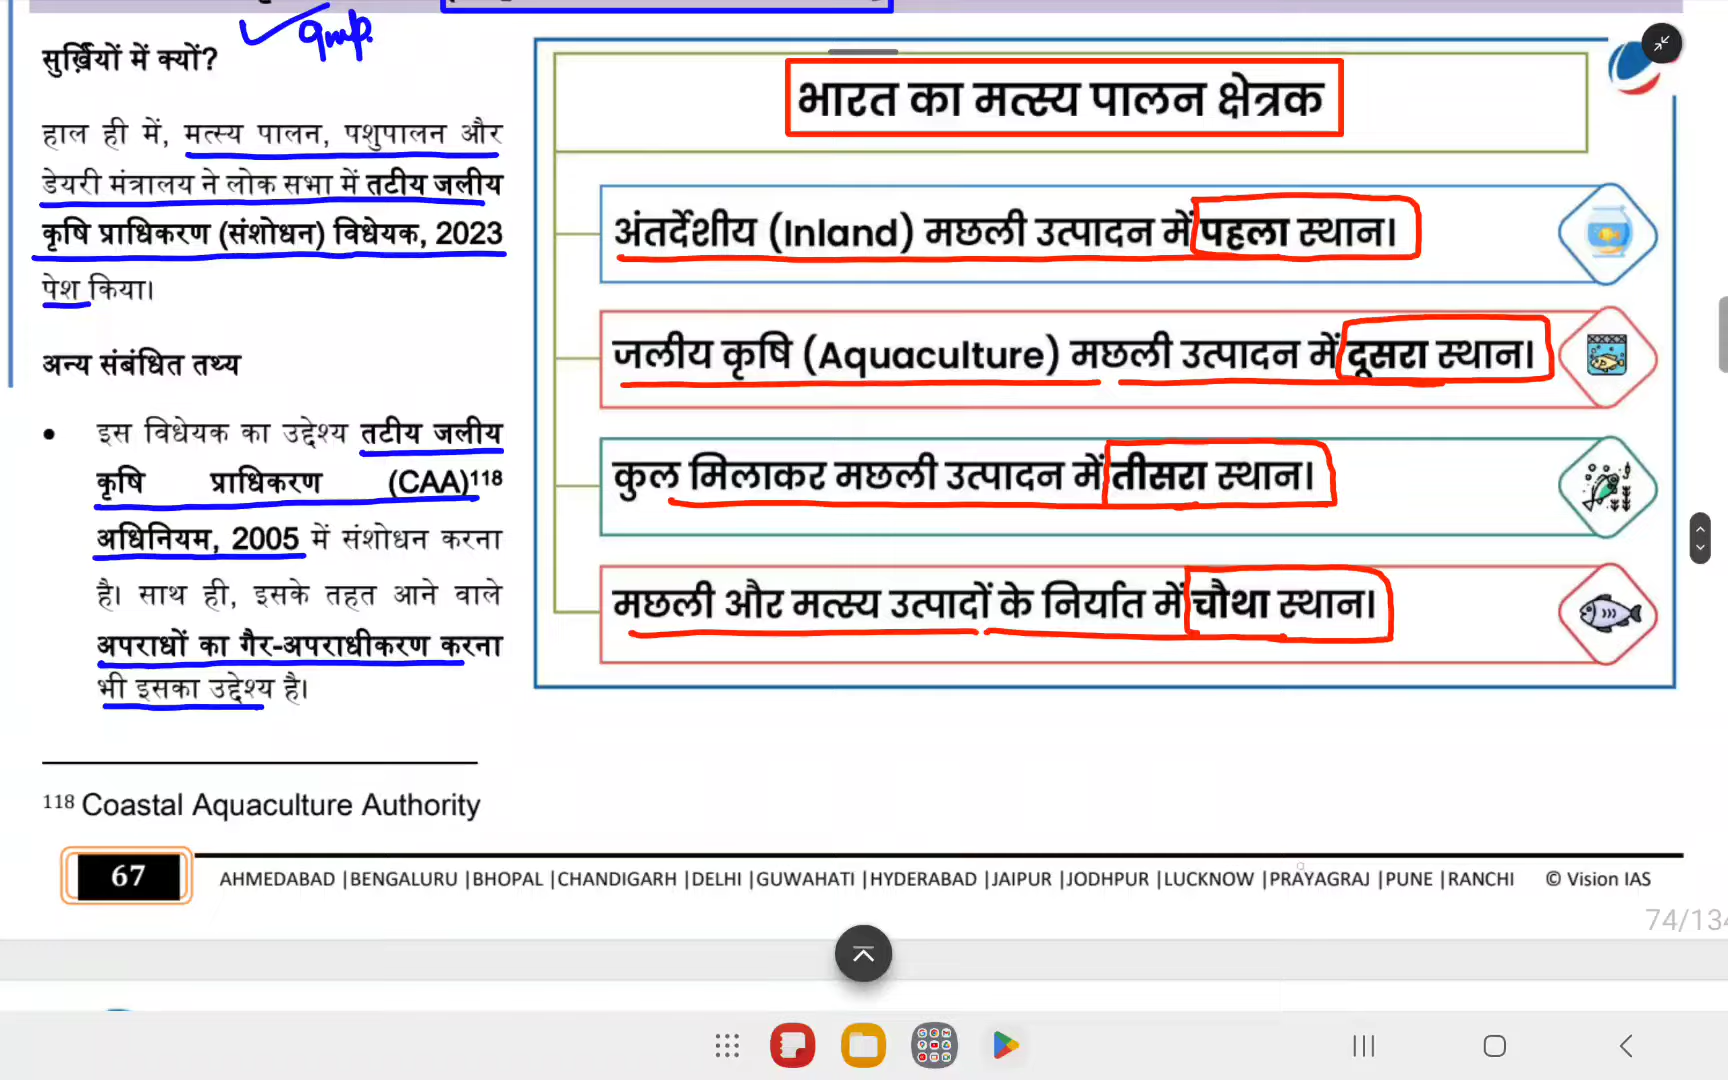 Imp.
सुर्ख़ियों में क्यों?
हाल ही में, मत्स्य पालन, पशुपालन और
डेयरी मंत्रालय ने लोक सभा में तटीय जलीय
कृषि प्राधिकरण (संशोधन) विधेयक, 2023
पेश किया।
अन्य संबंधित तथ्य
• इस विधेयक का उद्देश्य तटीय जलीय
कृषि प्राधिकरण (CAA)118
अधिनियम, 2005 में संशोधन करना
है। साथ ही, इसके तहत आने वाले
अपराधों का गैर-अपराधीकरण करना
भी इसका उद्देश्य है।
भारत का मत्स्य पालन क्षेत्रक
अंतर्देशीय (Inland) मछली उत्पादन में पहला स्थान।
जलीय कृषि (Aquaculture) मछली उत्पादन में दूसरा स्थान।
कुल मिलाकर मछली उत्पादन में तीसरा स्थान।
मछली और मत्स्य उत्पादों के निर्यात में चौथा स्थान।
118 Coastal Aquaculture Authority
67
AHMEDABAD |BENGALURU |BHOPAL |CHANDIGARH |DELHI |GUWAHATI |HYDERABAD |JAIPUR |JODHPUR |LUCKNOW |PRAYAGRAJ |PUNE |RANCHI © Vision IAS